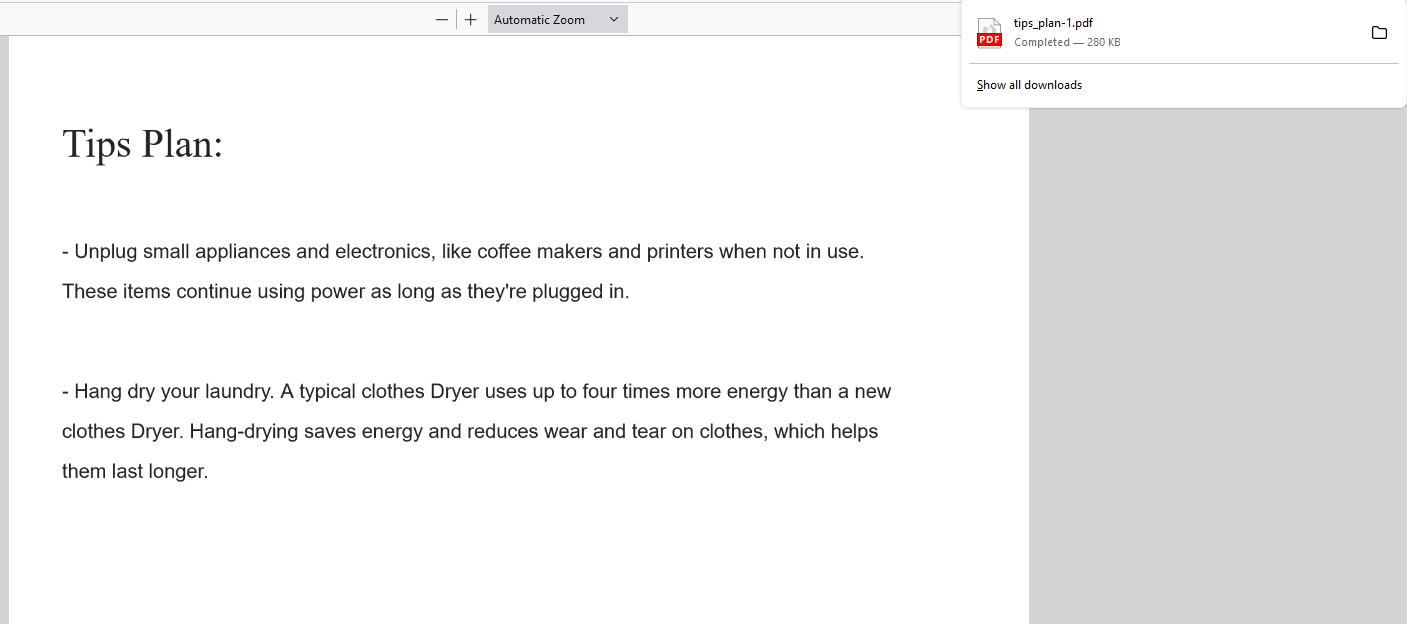 Automatic Zoom
tips_plan-1.pdf
PDF
Completed — 280 KB
Show all downloads
Tips Plan:
- Unplug small appliances and electronics, like coffee makers and printers when not in use.
These items continue using power as long as they're plugged in.
- Hang dry your laundry. A typical clothes Dryer uses up to four times more energy than a new
clothes Dryer. Hang-drying saves energy and reduces wear and tear on clothes, which helps
them last longer.